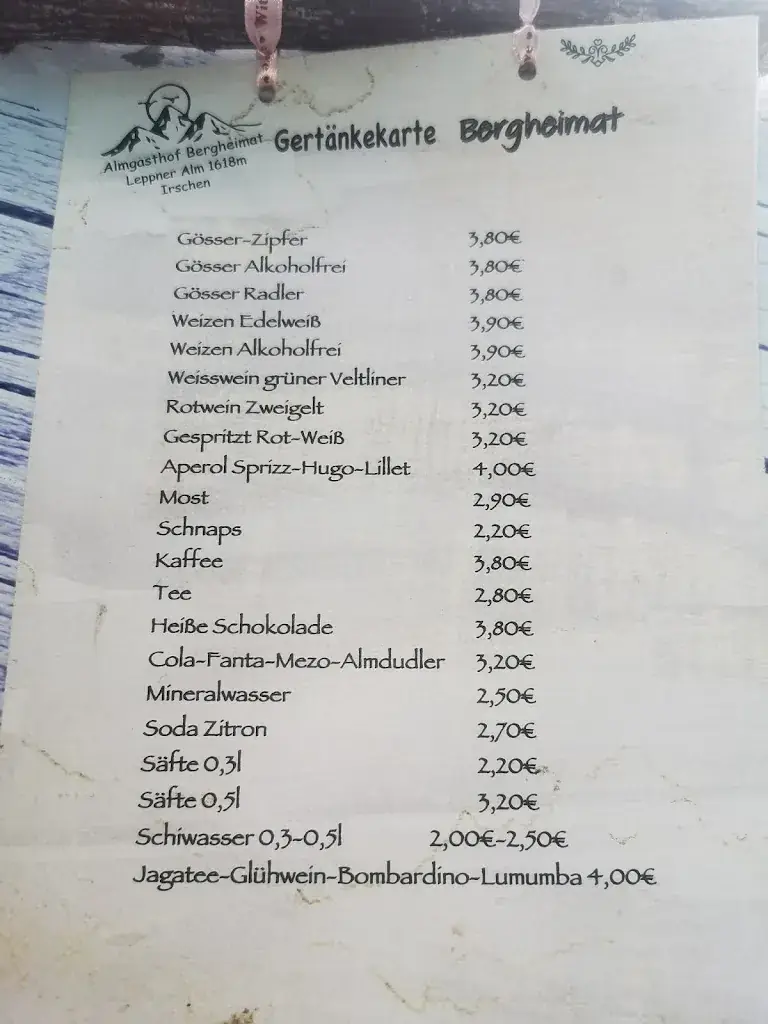 Almgasthof Bergheimat
Leppner Alm 1618m
Irschen
Gertänkekarte Bergheimat
Gösser-Zipfer 3,80€
Gösser Alkoholfrei 3,80€
Gösser Radler 3,80€
Weizen Edelweiß 3,90€
Weizen Alkoholfrei 3,90€
Weisswein grüner Veltliner 3,20€
Rotwein Zweigelt 3,20€
Gespritzt Rot-Weiß 3,20€
Aperol Sprizz-Hugo-Lillet 4,00€
Most 2,90€
Schnaps 2,20€
Kaffee 3,80€
Tee 2,80€
Heiße Schokolade 3,80€
Cola-Fanta-Mezo-Almdudler 3,20€
Mineralwasser 2,50€
Soda Zitron 2,70€
Säfte 0,3l 2,20€
Säfte 0,5l 3,20€
Schiwasser 0,3-0,5l 2,00€-2,50€
Jagatee-Glühwein-Bombardino-Lumumba 4,00€